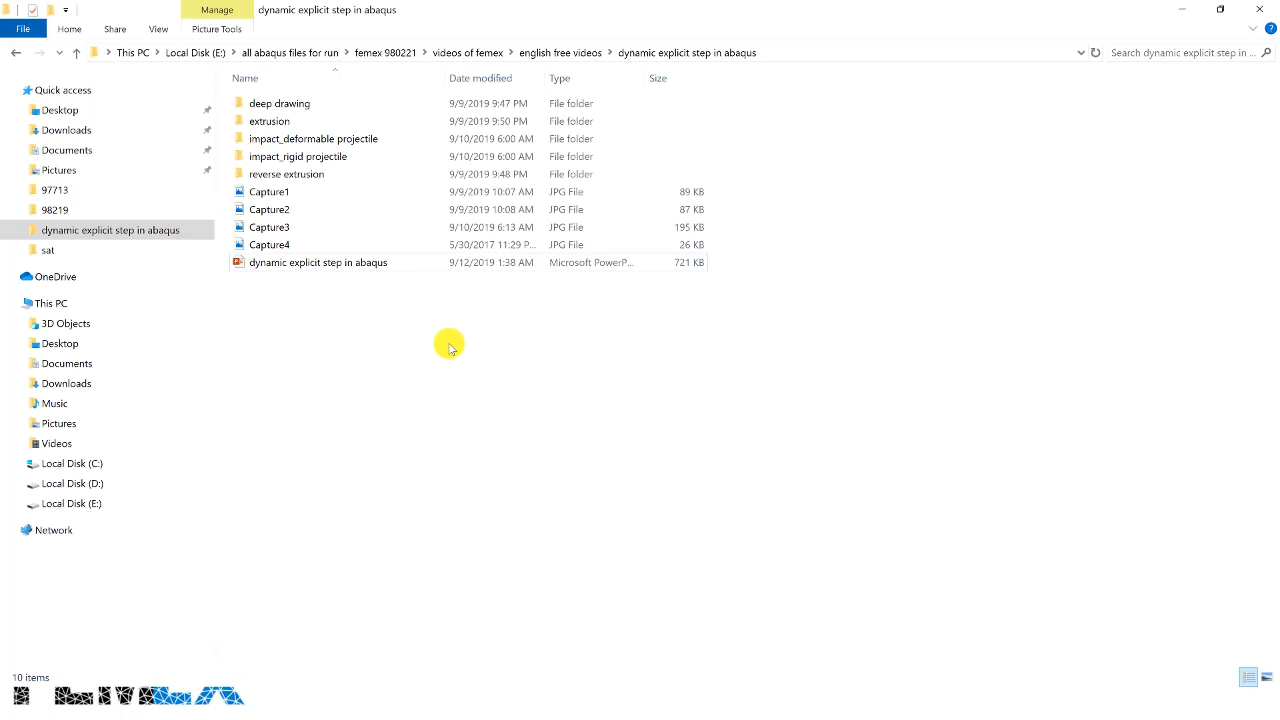 Manage dynamic explicit step in abaqus
File Home Share View Picture Tools
This PC Local Disk (E:) all abaqus files for run femex 980221 videos of femex english free videos dynamic explicit step in abaqus Search dynamic explicit step in ...
Name Date modified Type Size
Quick access
Desktop
Downloads
Documents
Pictures
97713
98219
dynamic explicit step in abaqus
sat
OneDrive
This PC
3D Objects
Desktop
Documents
Downloads
Music
Pictures
Videos
Local Disk (C:)
Local Disk (D:)
Local Disk (E:)
Network
deep drawing 9/9/2019 9:47 PM File folder
extrusion 9/9/2019 9:50 PM File folder
impact_deformable projectile 9/10/2019 6:00 AM File folder
impact_rigid projectile 9/10/2019 6:00 AM File folder
reverse extrusion 9/9/2019 9:48 PM File folder
Capture1 9/9/2019 10:07 AM JPG File 89 KB
Capture2 9/9/2019 10:08 AM JPG File 87 KB
Capture3 9/10/2019 6:13 AM JPG File 195 KB
Capture4 5/30/2017 11:29 P... JPG File 26 KB
dynamic explicit step in abaqus 9/12/2019 1:38 AM Microsoft PowerP... 721 KB
10 items